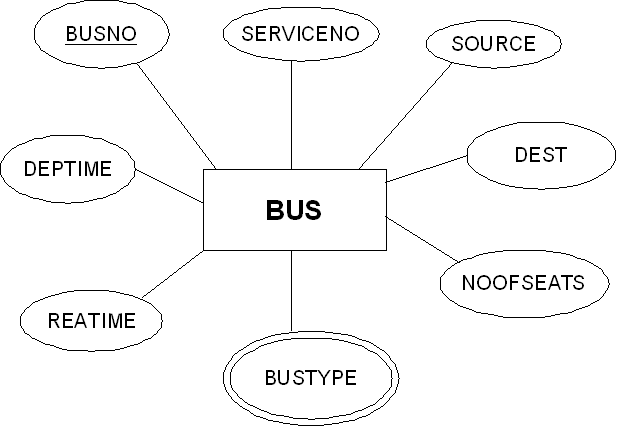 BUSNO
SERVICENO
SOURCE
DEPTIME
DEST
BUS
NOOFSEATS
REATIME
BUSTYPE